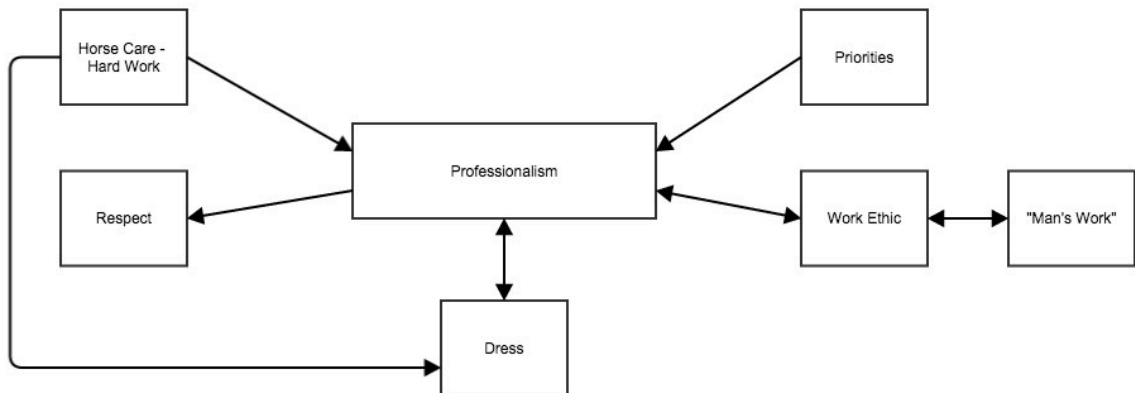 Horse Care -
Hard Work
Priorities
Professionalism
Respect
Work Ethic
"Man's Work"
Dress